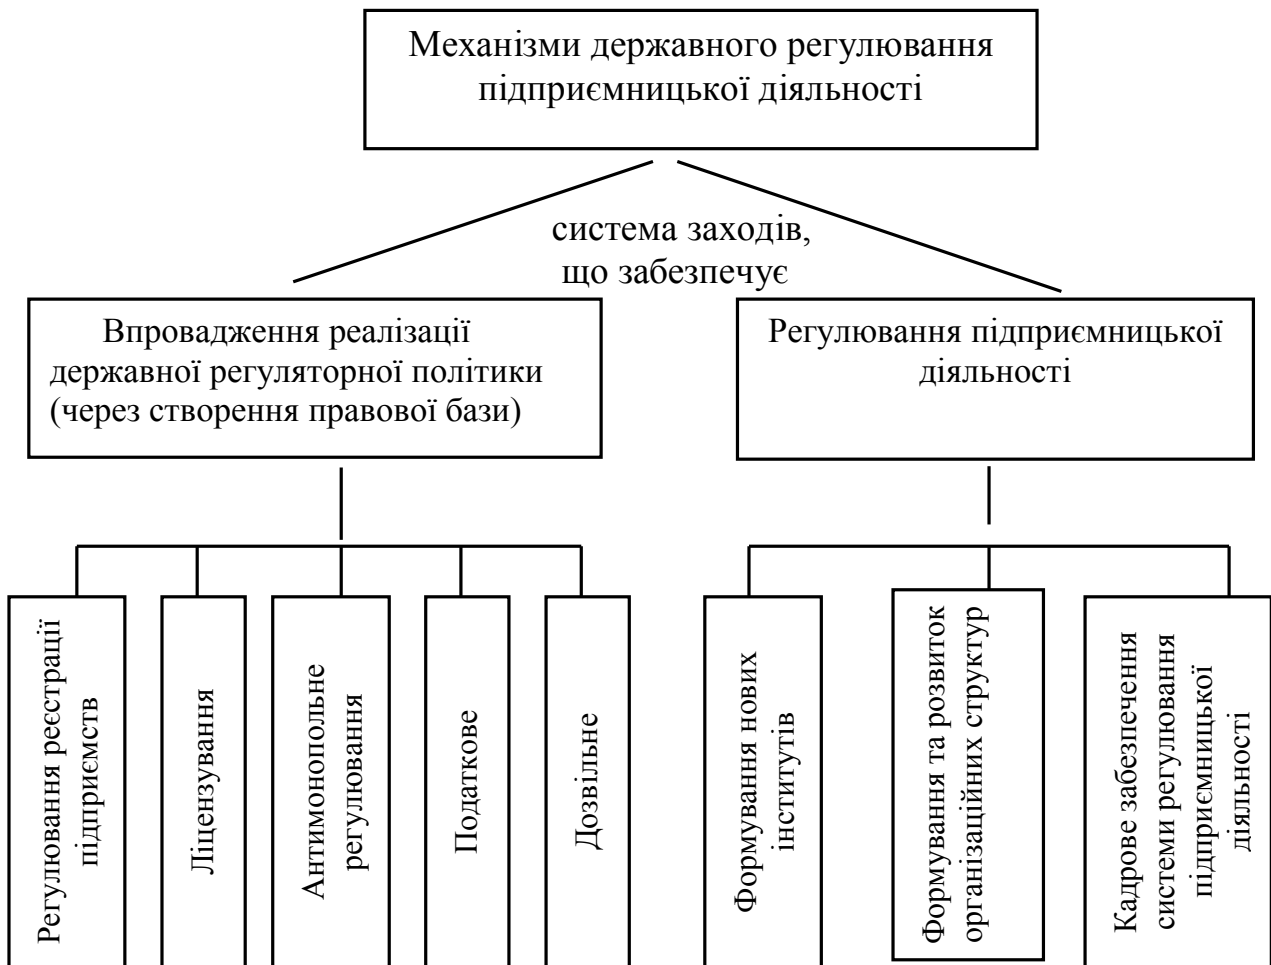 Механізми державного регулювання
підприємницької діяльності
система заходів,
що забезпечує
Впровадження реалізації
державної регуляторної політики
(через створення правової бази)
Регулювання підприємницької
діяльності
Регулювання реєстрації
підприємств
Ліцензування
Антимонопольне
регулювання
Податкове
Дозвільне
Формування нових
інститутів
Формування та розвиток
організаційних структур
Кадрове забезпечення
системи регулювання
підприємницької
діяльності